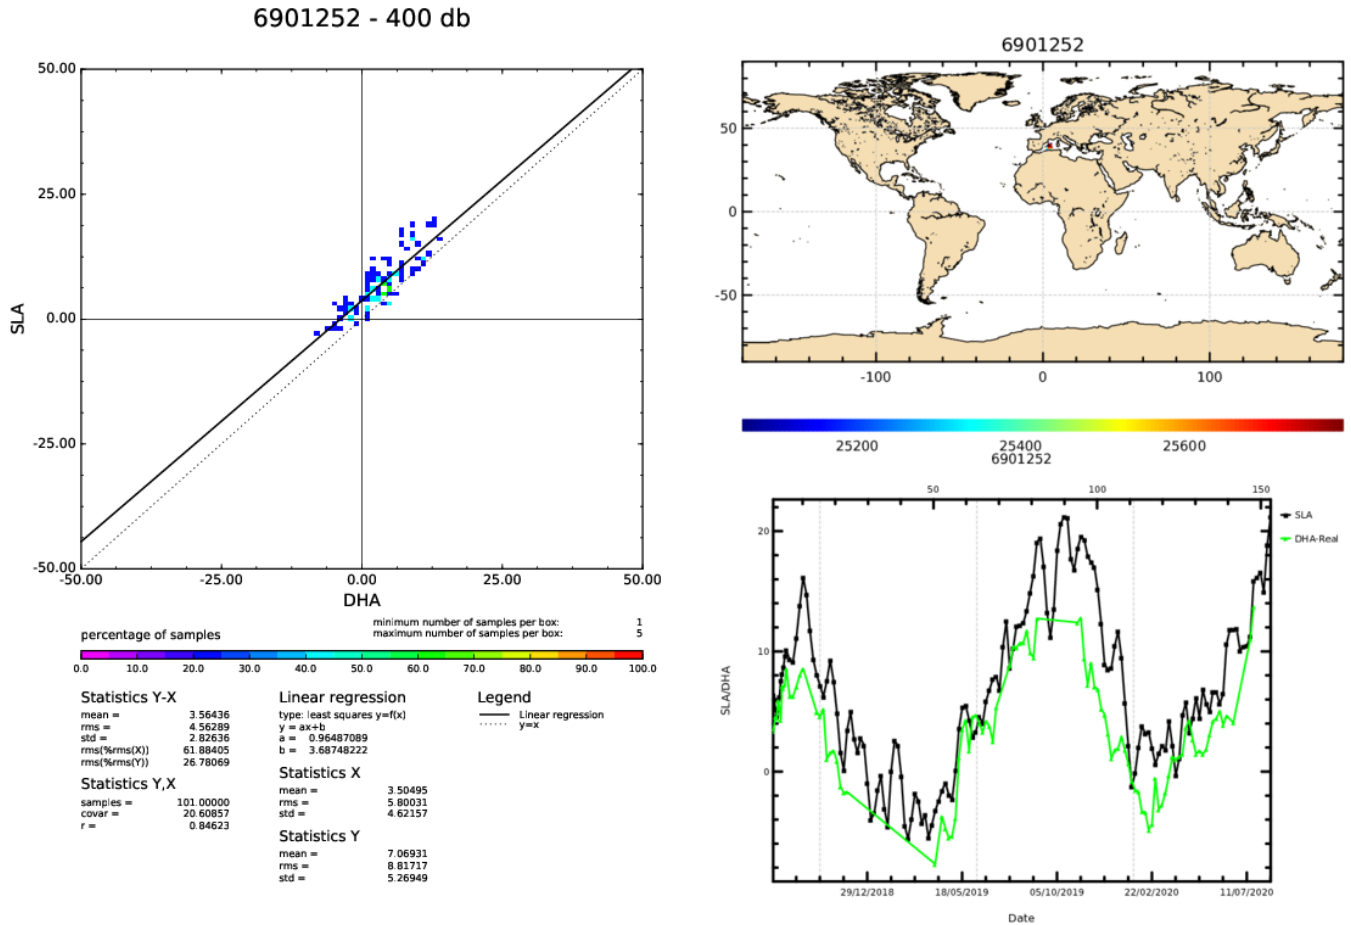 6901252 - 400 db
50.00
25.00
0.00
-25.00
-50.00
SLA
-50.00 -25.00 0.00 25.00 50.00
DHA
minimum number of samples per box: 1
maximum number of samples per box: 5
percentage of samples
0.0 10.0 20.0 30.0 40.0 50.0 60.0 70.0 80.0 90.0 100.0
Statistics Y-X
mean = 3.56436
rms = 4.56289
std = 2.82636
rms(%rms(X)) 61.88405
rms(%rms(Y)) 26.78069
Statistics Y,X
samples = 101.00000
covar = 20.60857
r = 0.84623
Linear regression
type: least squares y=f(x)
y = ax+b
a = 0.96487089
b = 3.68748222
Statistics X
mean = 3.50495
rms = 5.80031
std = 4.62157
Statistics Y
mean = 7.06931
rms = 8.81717
std = 5.26949
Legend
Linear regression
y=x
6901252
50
0
-50
-100 0 100
25200 25400 25600
6901252
50 100 150
20
10
0
SLA/DHA
SLA
DHA-Real
29/12/2018 18/05/2019 05/10/2019 22/02/2020 11/07/2020
Date